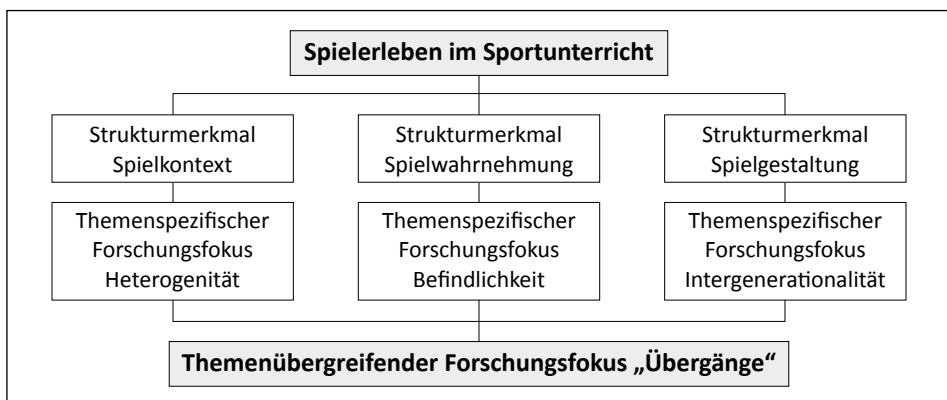 Spielerleben im Sportunterricht
Strukturmerkmal
Spielkontext
Strukturmerkmal
Spielwahrnehmung
Strukturmerkmal
Spielgestaltung
Themenspezifischer
Forschungsfokus
Heterogenität
Themenspezifischer
Forschungsfokus
Befindlichkeit
Themenspezifischer
Forschungsfokus
Intergenerationalität
Themenübergreifender Forschungsfokus „Übergänge“